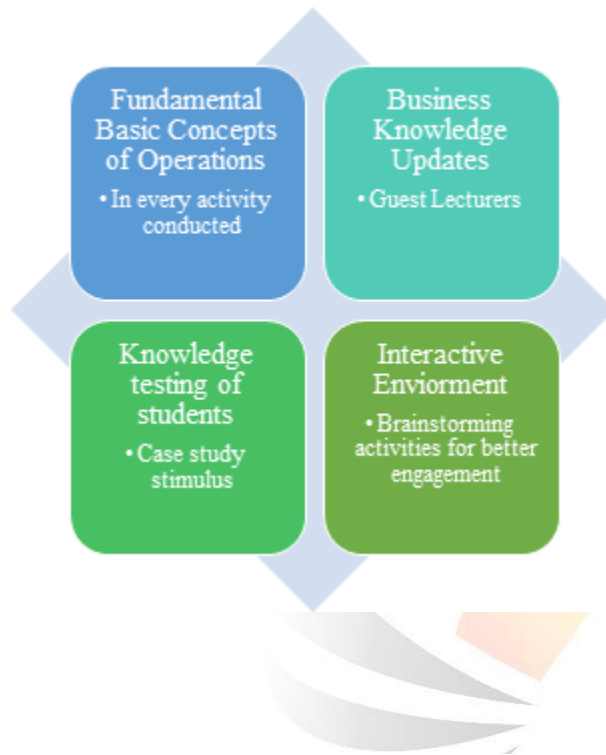 Fundamental
Basic Concepts
of Operations
• In every activity
conducted
Business
Knowledge
Updates
• Guest Lecturers
Knowledge
testing of
students
• Case study
stimulus
Interactive
Enviorment
• Brainstorming
activities for better
engagement